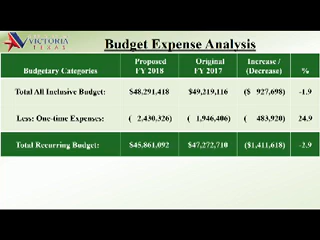 VICTORIA
TEXAS
Budget Expense Analysis
Budgetary Categories
Proposed
FY 2018
Original
FY 2017
Increase /
(Decrease)
%
Total All Inclusive Budget: $48,291,418 $49,219,116 ($ 927,698) -1.9
Less: One-time Expenses: ( 2,430,326) ( 1,946,406) ( 483,920) 24.9
Total Recurring Budget: $45,861,092 $47,272,710 ($1,411,618) -2.9